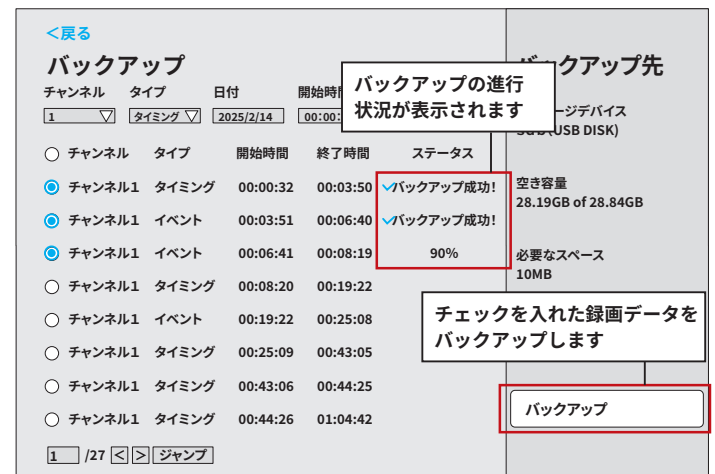 <戻る
バックアップ
バックアップ先
バックアップの進行
状況が表示されます
チャンネル タイプ 日付 開始時間
ージデバイス
1 タイミング 2025/2/14 00:00:
(USB DISK)
チャンネル タイプ 開始時間 終了時間 ステータス
チャンネル1 タイミング 00:00:32 00:03:50 バックアップ成功!
空き容量
28.19GB of 28.84GB
チャンネル1 イベント 00:03:51 00:06:40 バックアップ成功!
チャンネル1 イベント 00:06:41 00:08:19 90%
必要なスペース
10MB
チャンネル1 タイミング 00:08:20 00:19:22
チェックを入れた録画データを
バックアップします
チャンネル1 イベント 00:19:22 00:25:08
チャンネル1 タイミング 00:25:09 00:43:05
チャンネル1 タイミング 00:43:06 00:44:25
バックアップ
チャンネル1 タイミング 00:44:26 01:04:42
1 /27 < > ジャンプ